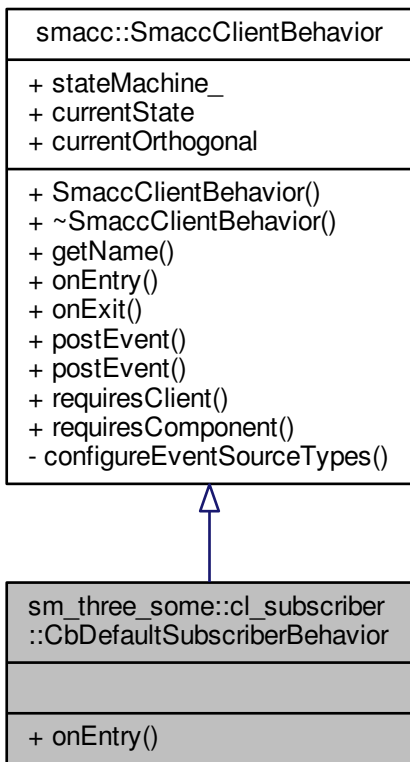 smacc::SmaccClientBehavior
+ stateMachine_
+ currentState
+ currentOrthogonal
+ SmaccClientBehavior()
+ ~SmaccClientBehavior()
+ getName()
+ onEntry()
+ onExit()
+ postEvent()
+ postEvent()
+ requiresClient()
+ requiresComponent()
- configureEventSourceTypes()
sm_three_some::cl_subscriber
::CbDefaultSubscriberBehavior
+ onEntry()